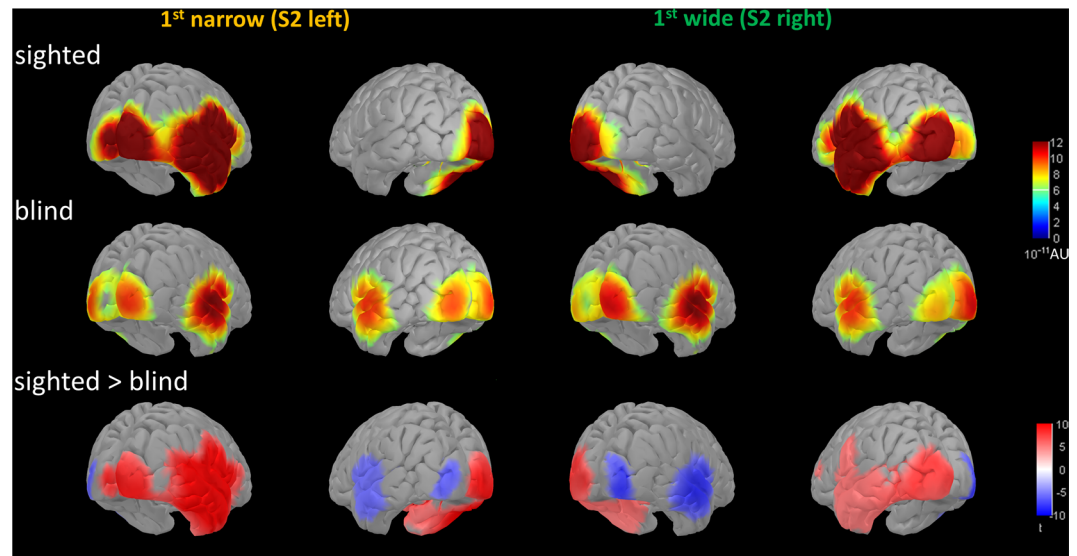 1st narrow (S2 left)
1st wide (S2 right)
sighted
12
10
8
6
4
2
0
10⁻¹¹AU
blind
sighted > blind
10
5
0
-5
-10
t